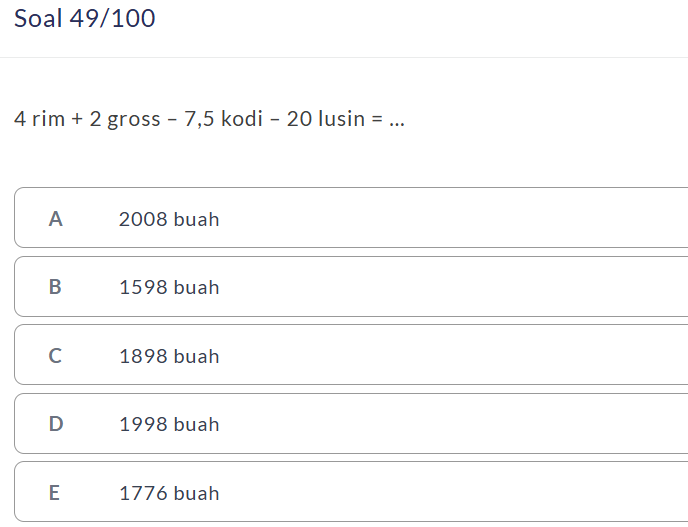 Soal 49/100
4 rim + 2 gross – 7,5 kodi – 20 lusin = ...
A 2008 buah
B 1598 buah
C 1898 buah
D 1998 buah
E 1776 buah